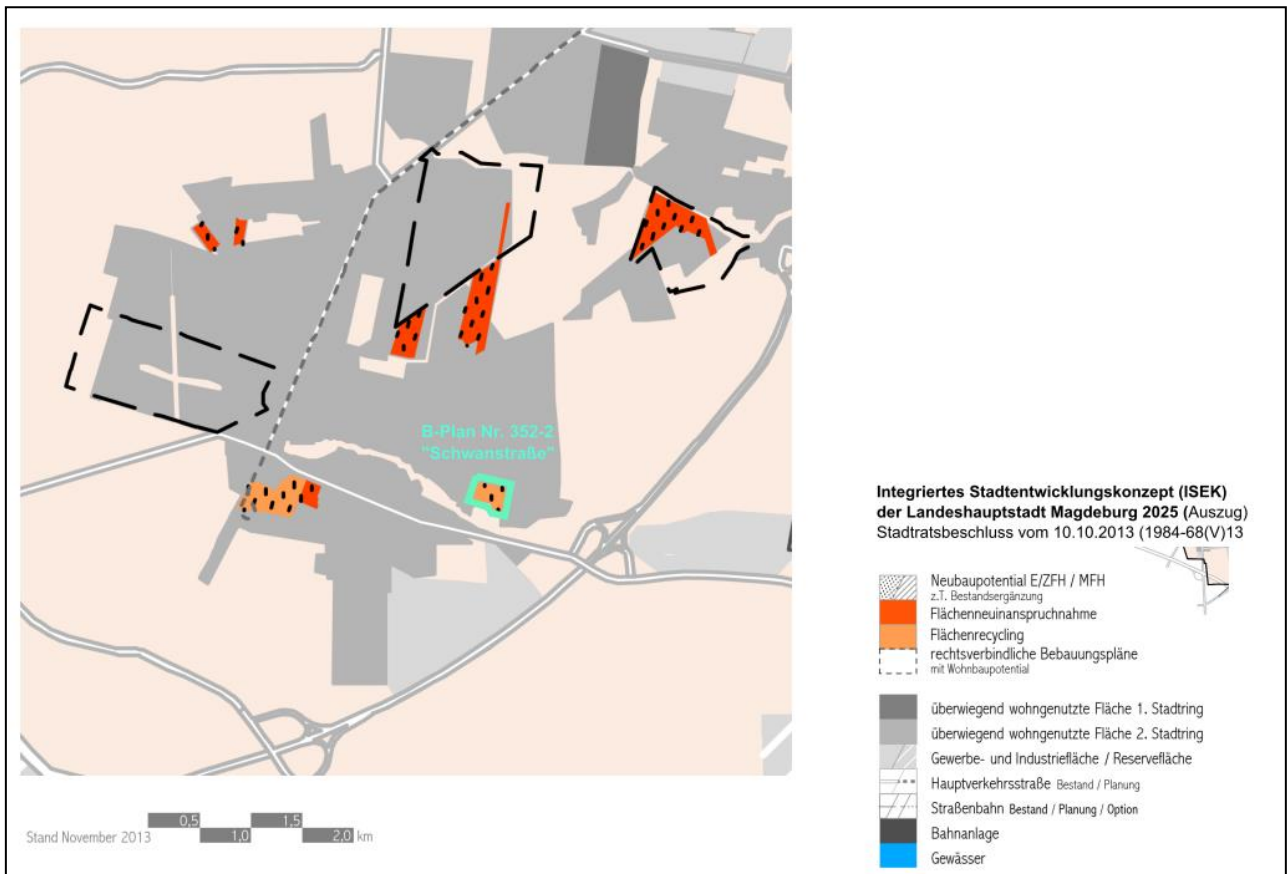 B-Plan Nr. 352-2
"Schwanstraße"
Integriertes Stadtentwicklungskonzept (ISEK)
der Landeshauptstadt Magdeburg 2025 (Auszug)
Stadtratsbeschluss vom 10.10.2013 (1984-68(V)13
Neubaupotential E/ZFH / MFH
z.T. Bestandsergänzung
Flächenneuinanspruchnahme
Flächenrecycling
rechtsverbindliche Bebauungspläne
mit Wohnbaupotential
überwiegend wohngenutzte Fläche 1. Stadtring
überwiegend wohngenutzte Fläche 2. Stadtring
Gewerbe- und Industriefläche / Reservefläche
Hauptverkehrsstraße Bestand / Planung
Straßenbahn Bestand / Planung / Option
Bahnanlage
Gewässer
Stand November 2013
0,5 1,5
1,0 2,0 km